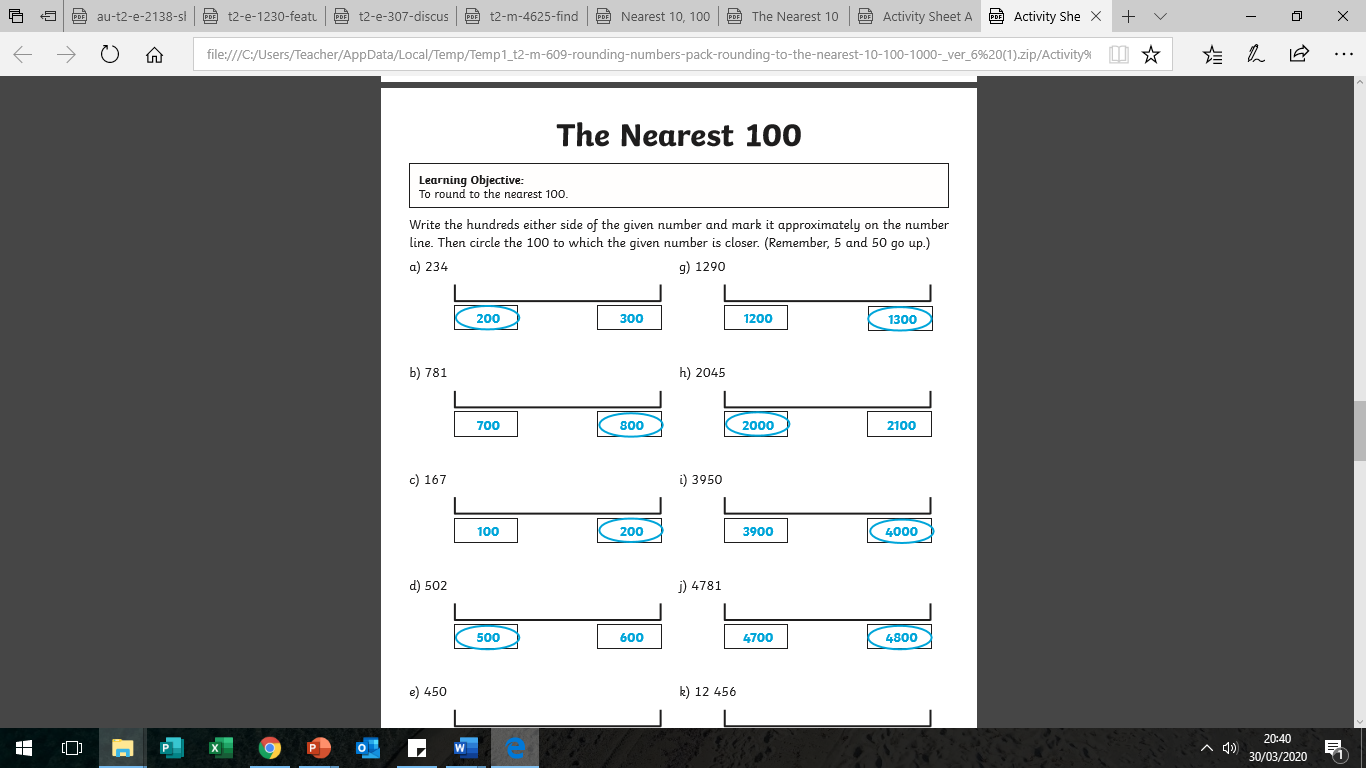 au-t2-e-2138-sl
t2-e-1230-featu
t2-e-307-discus
t2-m-4625-find
Nearest 10, 100
The Nearest 10
Activity Sheet A
Activity She
file:///C:/Users/Teacher/AppData/Local/Temp/Temp1_t2-m-609-rounding-numbers-pack-rounding-to-the-nearest-10-100-1000-_ver_6%20(1).zip/Activity%
The Nearest 100
Learning Objective:
To round to the nearest 100.
Write the hundreds either side of the given number and mark it approximately on the number
line. Then circle the 100 to which the given number is closer. (Remember, 5 and 50 go up.)
a) 234
200 300
b) 781
700 800
c) 167
100 200
d) 502
500 600
e) 450
g) 1290
1200 1300
h) 2045
2000 2100
i) 3950
3900 4000
j) 4781
4700 4800
k) 12 456
20:40
30/03/2020
1